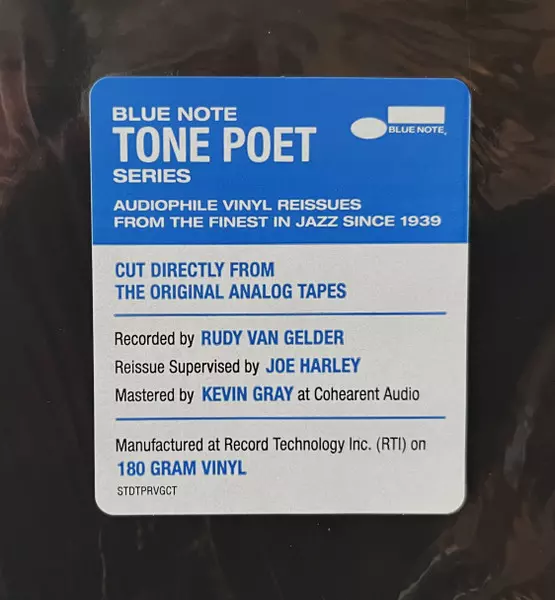 BLUE NOTE
TONE POET
SERIES
BLUE NOTE.
AUDIOPHILE VINYL REISSUES
FROM THE FINEST IN JAZZ SINCE 1939
CUT DIRECTLY FROM
THE ORIGINAL ANALOG TAPES
Recorded by RUDY VAN GELDER
Reissue Supervised by JOE HARLEY
Mastered by KEVIN GRAY at Cohearent Audio
Manufactured at Record Technology Inc. (RTI) on
180 GRAM VINYL
STDTPRVGCT